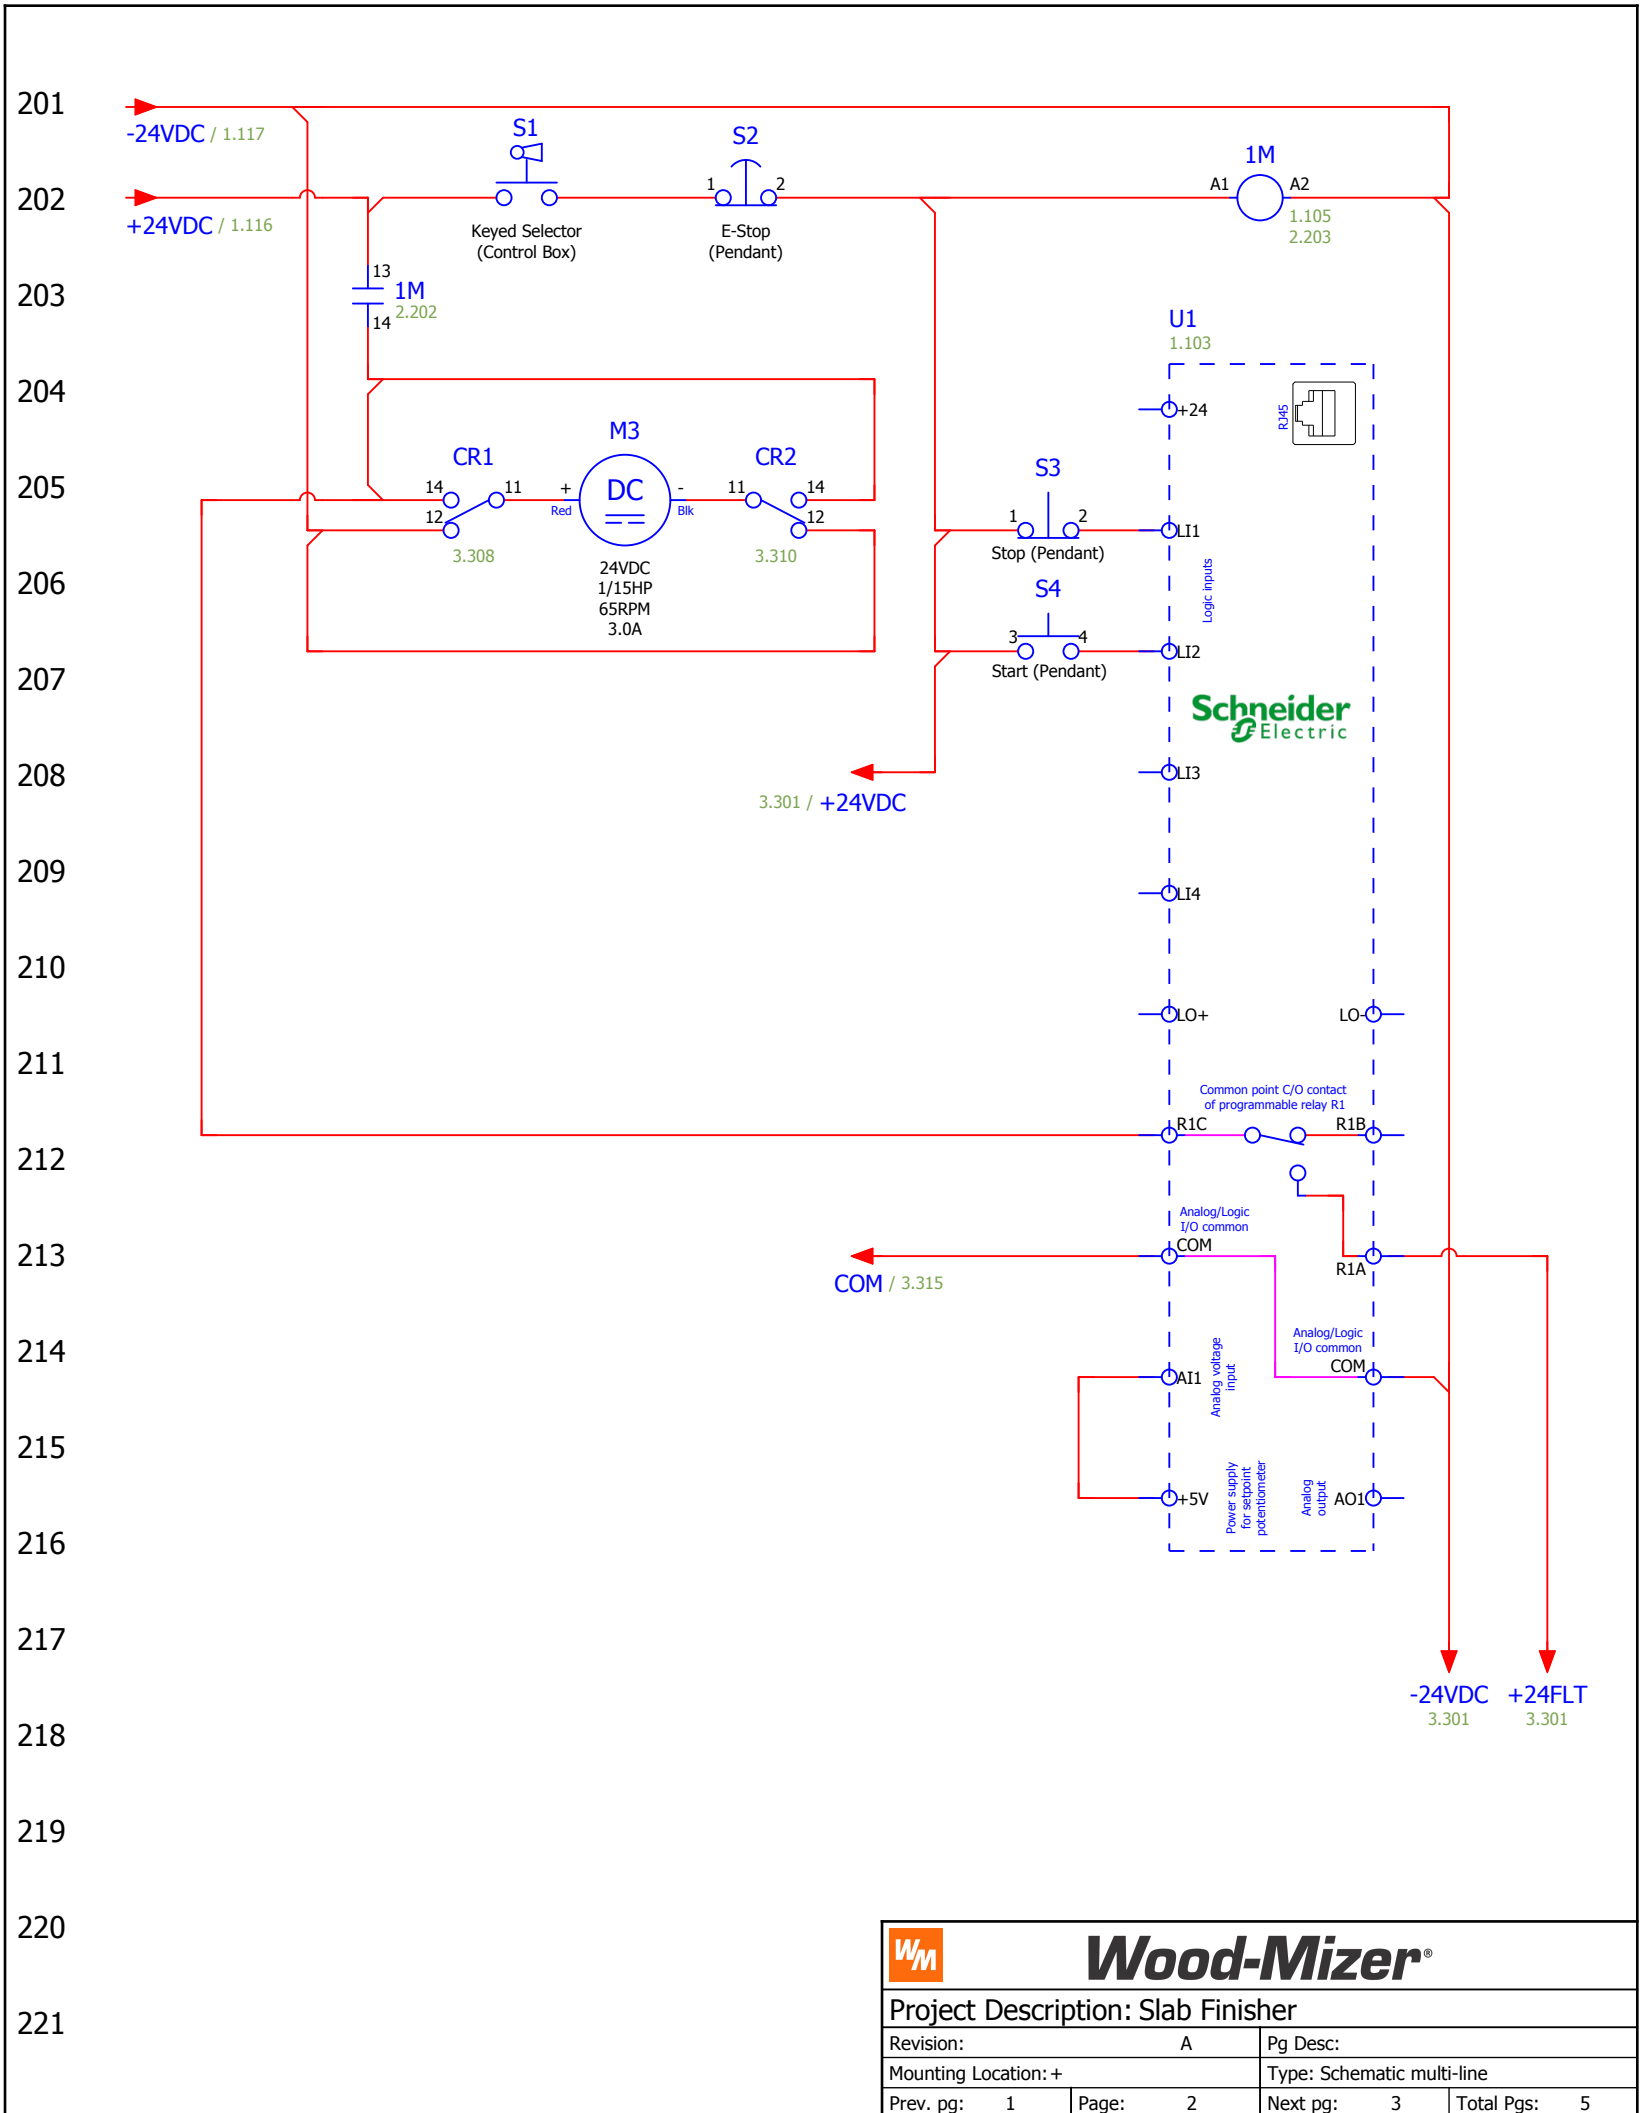 201
-24VDC / 1.117
S1
S2
1M
202
+24VDC / 1.116
1
2
A1
A2
1.105
2.203
Keyed Selector
(Control Box)
E-Stop
(Pendant)
203
13
1M
2.202
14
U1
1.103
204
+24
RJ45
M3
CR1
CR2
S3
205
14
11
+
Red
DC
-
Blk
11
14
12
12
1
2
LI1
3.308
3.310
Stop (Pendant)
206
24VDC
1/15HP
65RPM
3.0A
S4
Logic inputs
3
4
LI2
Start (Pendant)
207
Schneider
Electric
208
LI3
3.301 / +24VDC
209
LI4
210
LO+
LO-
211
Common point C/O contact
of programmable relay R1
R1C
R1B
212
Analog/Logic
I/O common
213
COM
R1A
COM / 3.315
214
Analog/Logic
I/O common
COM
AI1
Analog voltage
input
215
+5V
Power supply
for setpoint
potentiometer
Analog
output
AO1
216
217
-24VDC
+24FLT
3.301
3.301
218
219
220
WM
Wood-Mizer®
Project Description: Slab Finisher
221
Revision: A
Pg Desc:
Mounting Location: +
Type: Schematic multi-line
Prev. pg: 1
Page: 2
Next pg: 3
Total Pgs: 5